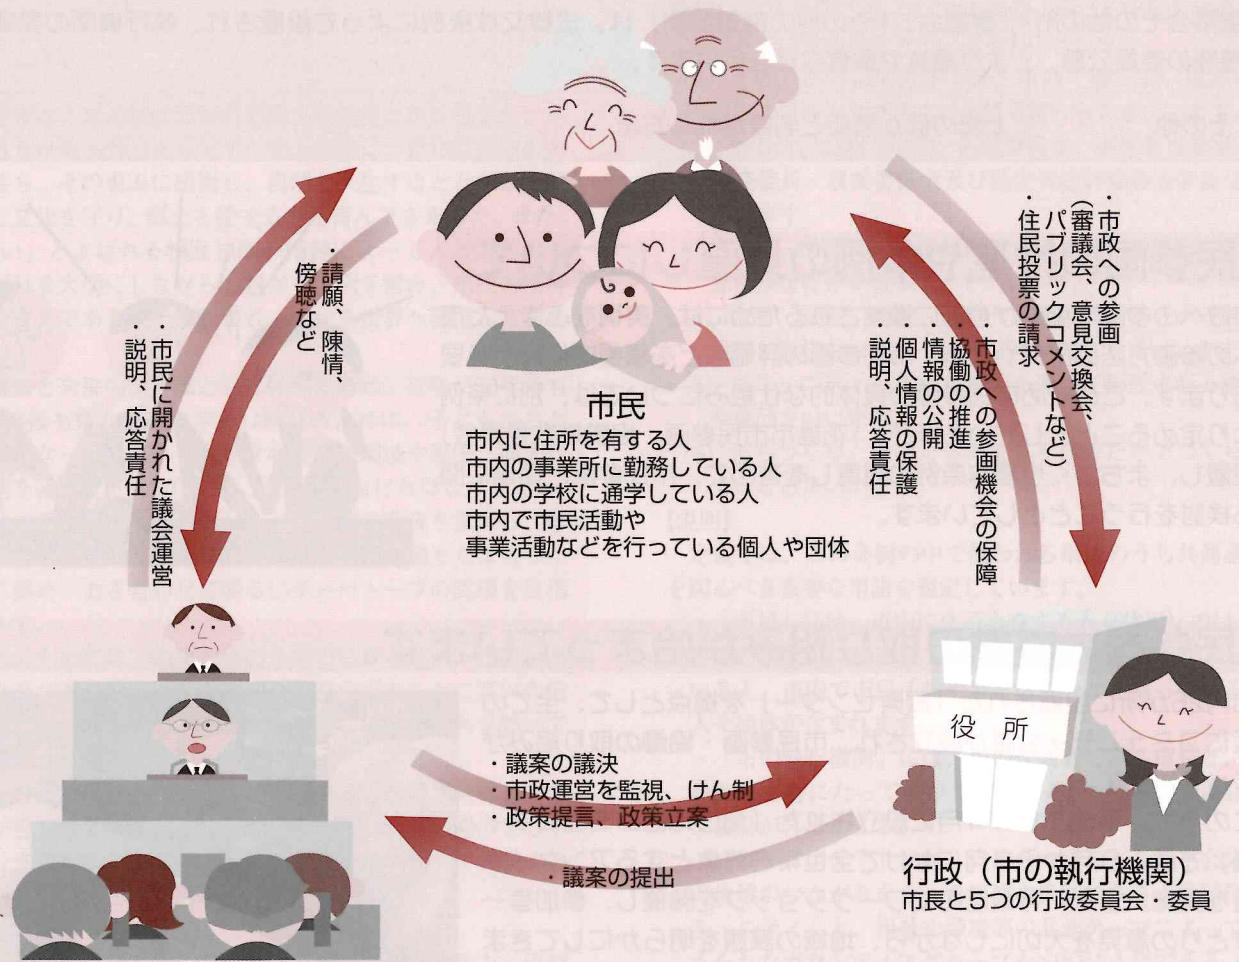 ・市政への参画
（審議会、意見交換会、
パブリックコメントなど）
・住民投票の請求
・市政への参画機会の保障
・協働の推進
・情報の公開
・個人情報の保護
・説明、応答責任
請願、陳情、
傍聴など
・市民に開かれた議会運営
・説明、応答責任
市民
市内に住所を有する人
市内の事業所に勤務している人
市内の学校に通学している人
市内で市民活動や
事業活動などを行っている個人や団体
役所
・議案の議決
・市政運営を監視、けん制
・政策提言、政策立案
・議案の提出
行政（市の執行機関）
市長と5つの行政委員会・委員